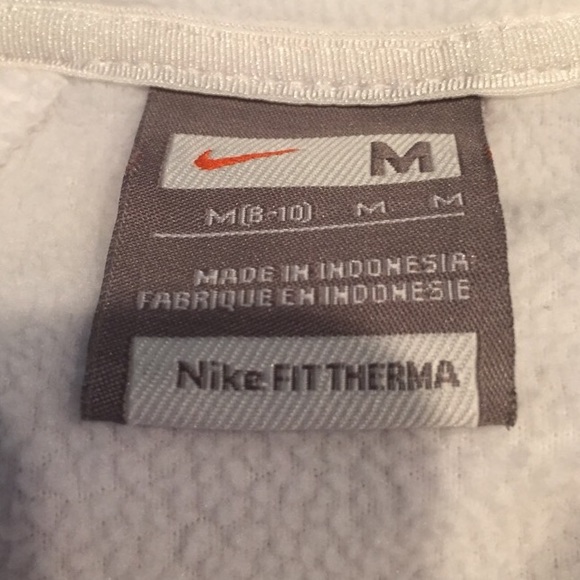 M
M(8-10) M M
MADE IN INDONESIA
FABRIQUE EN INDONESIE
Nike FIT THERMA